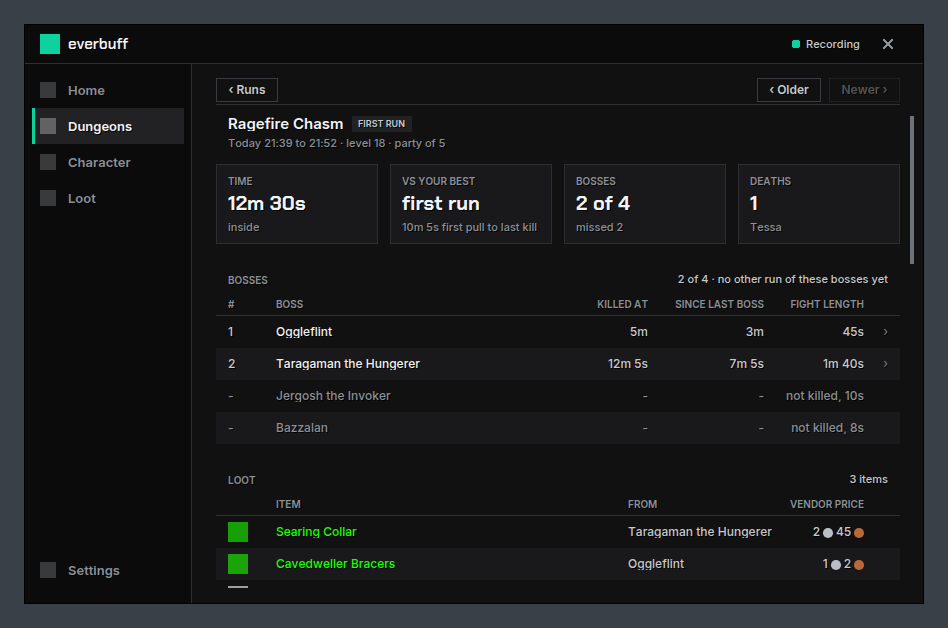 everbuff
Recording
Home
Dungeons
Character
Loot
Settings
‹ Runs
‹ Older
Newer ›
Ragefire Chasm FIRST RUN
Today 21:39 to 21:52 · level 18 · party of 5
TIME
12m 30s
inside
VS YOUR BEST
first run
10m 5s first pull to last kill
BOSSES
2 of 4
missed 2
DEATHS
1
Tessa
BOSSES 2 of 4 · no other run of these bosses yet
# BOSS KILLED AT SINCE LAST BOSS FIGHT LENGTH
1 Oggleflint 5m 3m 45s ›
2 Taragaman the Hungerer 12m 5s 7m 5s 1m 40s ›
- Jergosh the Invoker - - not killed, 10s
- Bazzalan - - not killed, 8s
LOOT 3 items
ITEM FROM VENDOR PRICE
Searing Collar Taragaman the Hungerer 2 45
Cavedweller Bracers Oggleflint 1 2